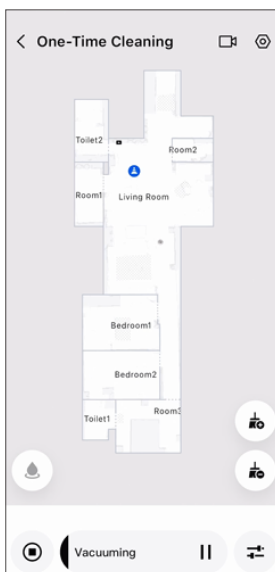 One-Time Cleaning
Toilet2
Room2
Room1
Living Room
Bedroom1
Bedroom2
Toilet1
Room3
Vacuuming